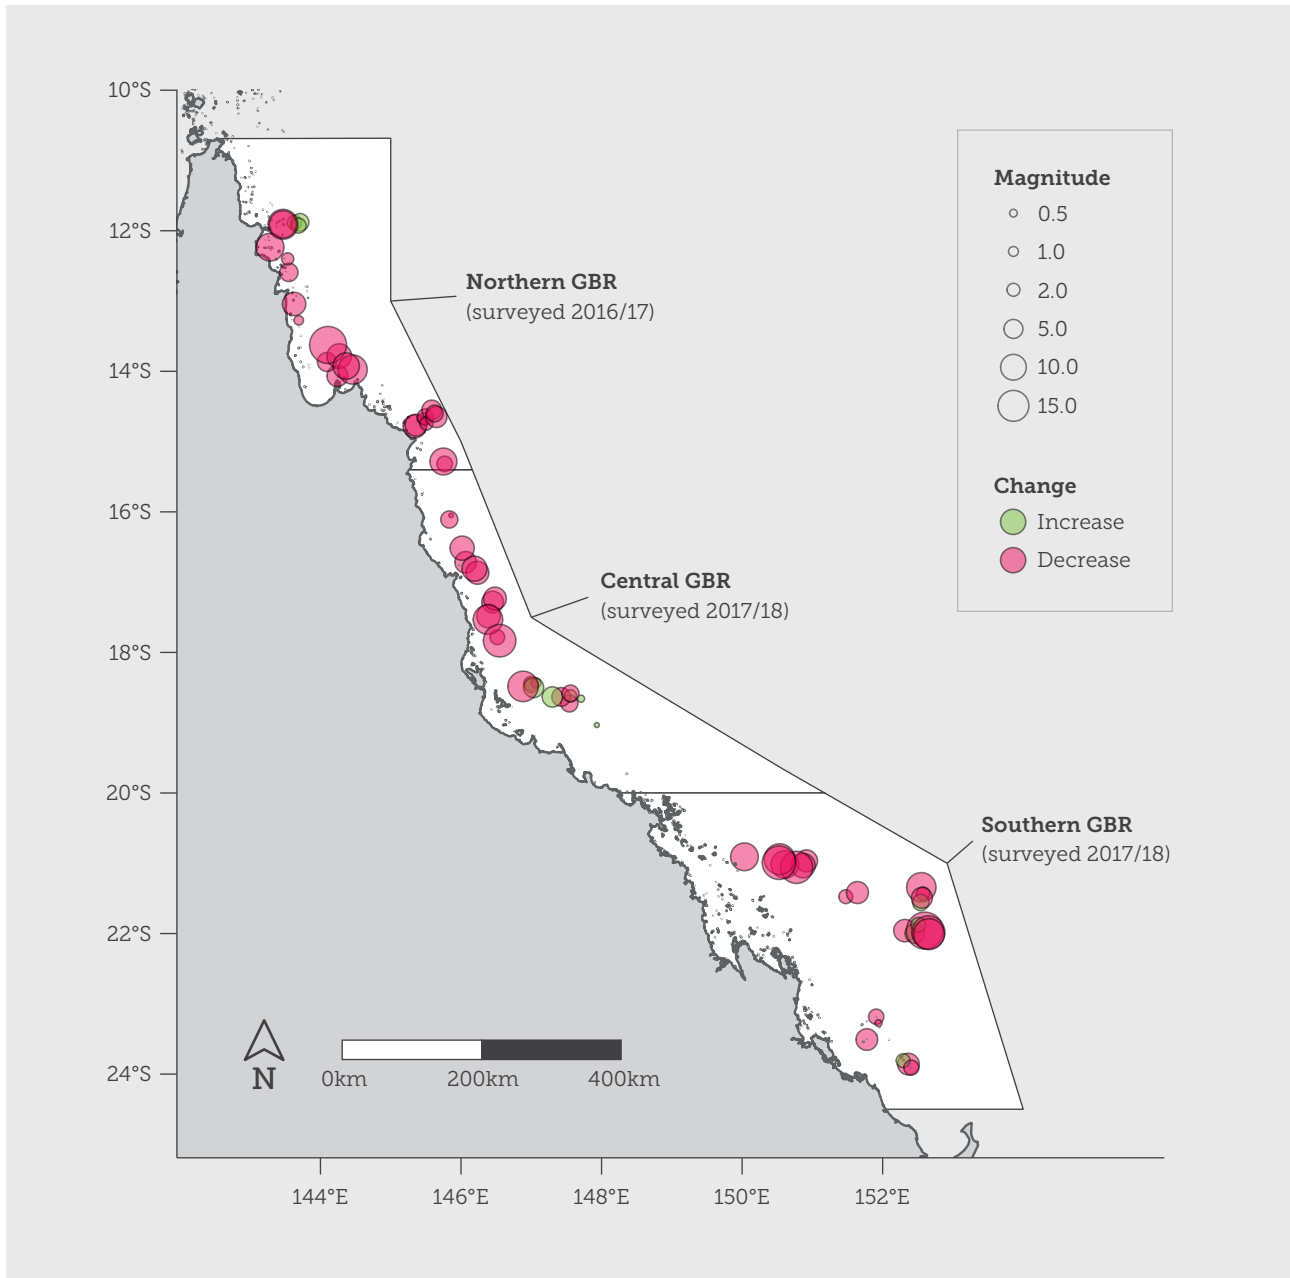 10°S
12°S
14°S
16°S
18°S
20°S
22°S
24°S
Northern GBR
(surveyed 2016/17)
Central GBR
(surveyed 2017/18)
Southern GBR
(surveyed 2017/18)
Magnitude
0.5
1.0
2.0
5.0
10.0
15.0
Change
Increase
Decrease
N
0km 200km 400km
144°E 146°E 148°E 150°E 152°E